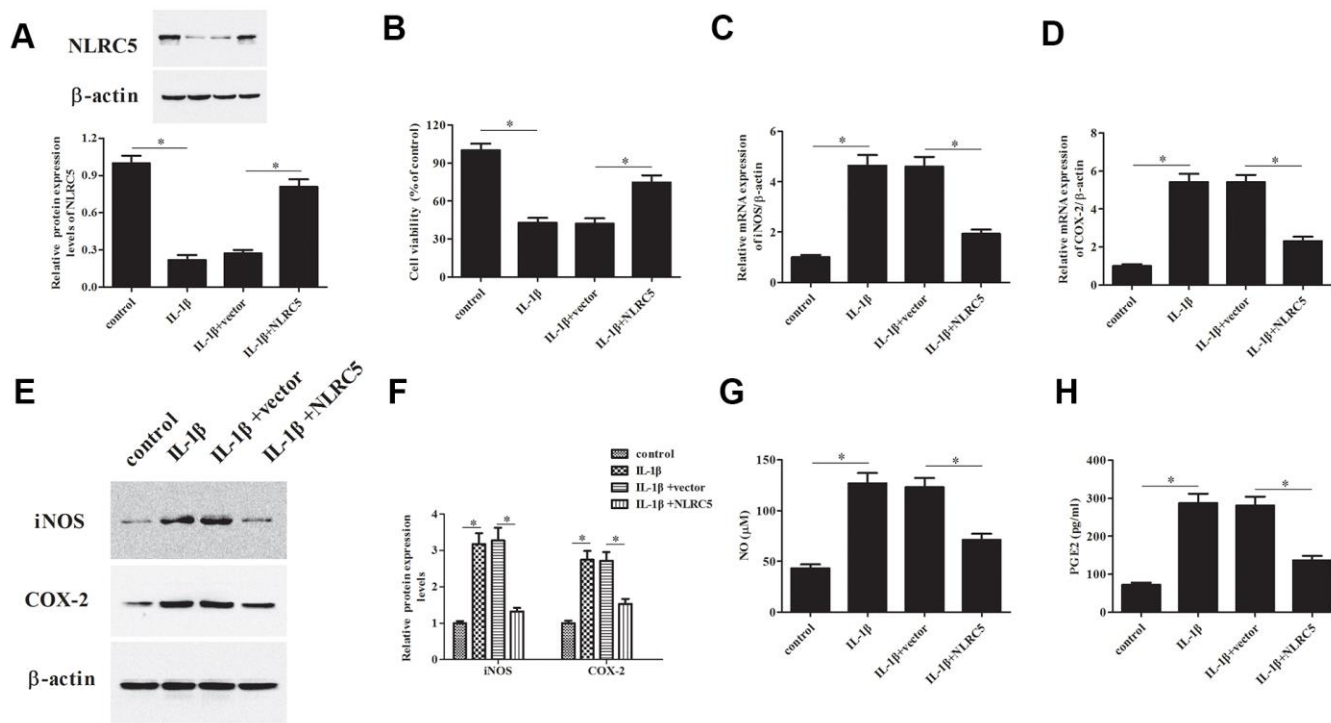 A
NLRC5
β-actin
Relative protein expression
levels of NLRC5
1.2
0.9
0.6
0.3
0.0
*
*
control
IL-1β
IL-1β+vector
IL-1β+NLRC5
B
Cell viability (% of control)
120
90
60
30
0
*
*
control
IL-1β
IL-1β+vector
IL-1β+NLRC5
C
Relative mRNA expression
of iNOS/β-actin
6
4
2
0
*
*
control
IL-1β
IL-1β+vector
IL-1β+NLRC5
D
Relative mRNA expression
of COX-2/β-actin
8
6
4
2
0
*
*
control
IL-1β
IL-1β+vector
IL-1β+NLRC5
E
control
IL-1β
IL-1β +vector
IL-1β +NLRC5
iNOS
COX-2
β-actin
F
control
IL-1β
IL-1β +vector
IL-1β +NLRC5
Relative protein expression
levels
4
3
2
1
0
*
*
*
*
iNOS
COX-2
G
NO (μM)
150
100
50
0
*
*
control
IL-1β
IL-1β+vector
IL-1β+NLRC5
H
PGE2 (pg/ml)
400
300
200
100
0
*
*
control
IL-1β
IL-1β+vector
IL-1β+NLRC5